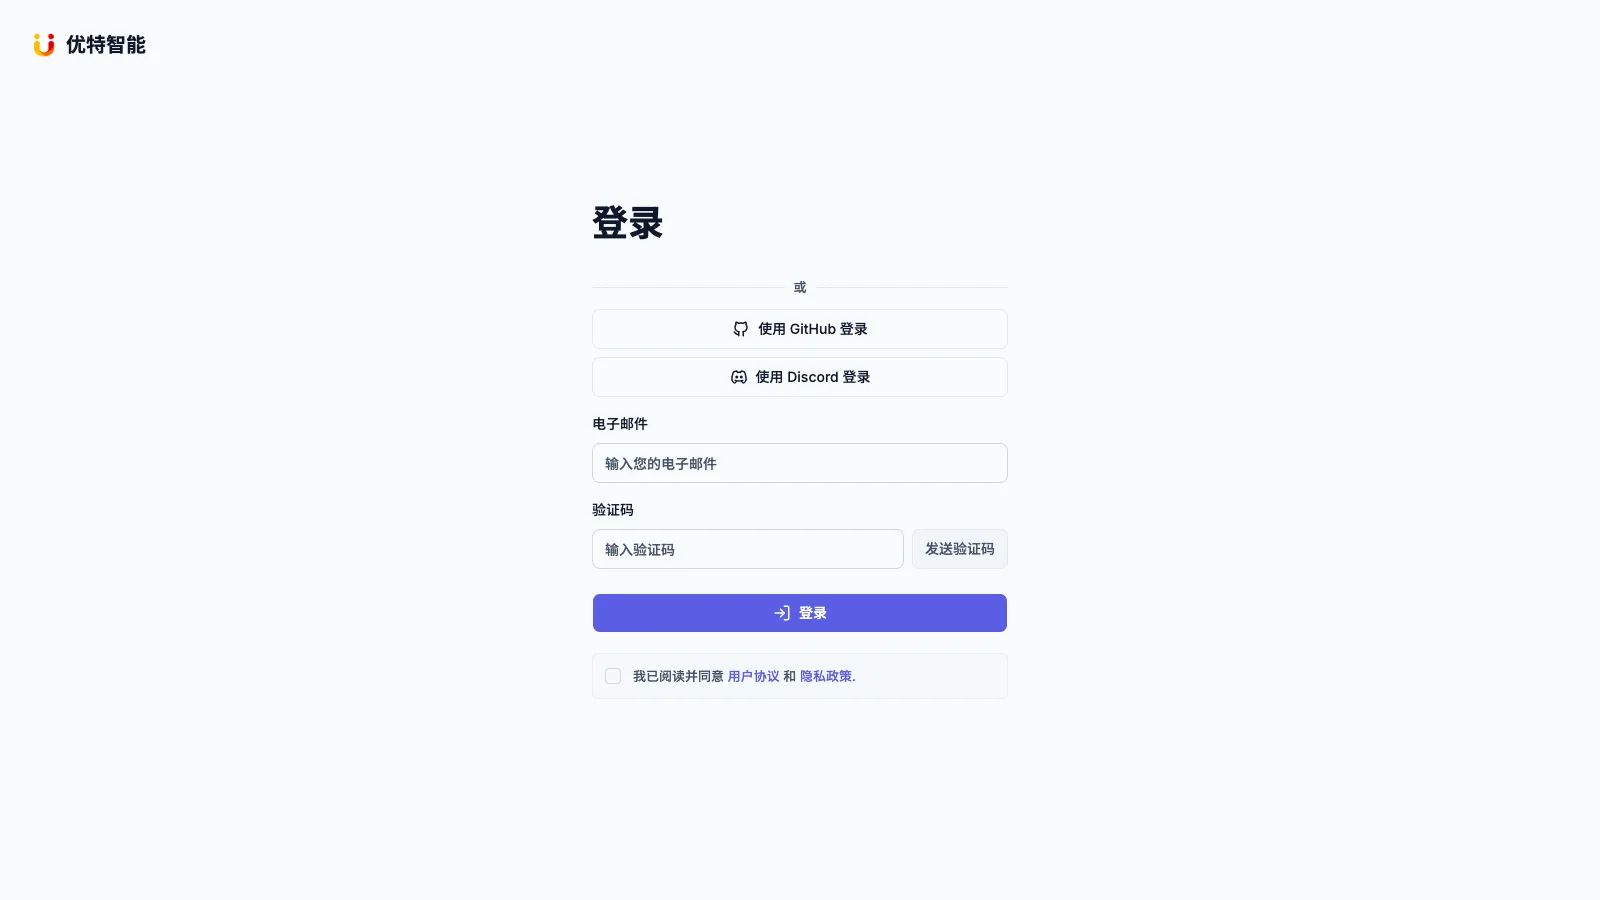 优特智能
登录
或
使用 GitHub 登录
使用 Discord 登录
电子邮件
输入您的电子邮件
验证码
输入验证码
发送验证码
登录
我已阅读并同意 用户协议 和 隐私政策.